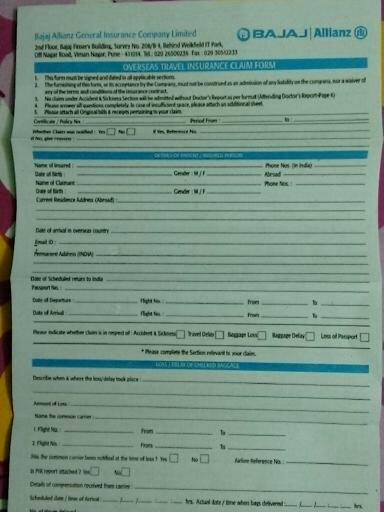 Bajaj Allianz General Insurance Company Limited
BAJAJ | Allianz
2nd Floor, Bajaj Finserv Building, Survey No. 208/B 4, Behind Weikfield IT Park,
Off Nagar Road, Viman Nagar, Pune - 411014. Tel: 020 26500236 Fax: 020 30512233
OVERSEAS TRAVEL INSURANCE CLAIM FORM
1. This form must be signed and dated in all applicable sections.
2. The furnishing of this form, or its acceptance by the Company, must not be construed as an admission of any liability on the company, nor a waiver of
any of the terms and conditions of the insurance contract.
3. No claim under Accident & Sickness Section will be admitted without Doctor's Report as per format (Attending Doctor's Report-Page 4)
4. Please answer all questions completely. In case of insufficient space, please attach an additional sheet.
5. Please attach all Original bills & receipts pertaining to your claim.
Certificate / Policy No. : Period From : to :
Whether Claim was notified : Yes No If Yes, Reference No.
If No, give reasons :
DETAILS OF PATIENT / INSURED PERSON
Name of Insured : Phone Nos. (In India)
Date of Birth : Gender : M / F Abroad
Name of Claimant : Phone Nos. :
Date of Birth : Gender : M / F
Current Residence Address (Abroad) :
Date of arrival in overseas country
Email ID :
Permanent Address (INDIA)
Date of Scheduled return to India
Passport No. :
Date of Departure : Flight No. : From To
Date of Arrival : Flight No. : From To
Please indicate whether claim is in respect of : Accident & Sickness Travel Delay Baggage Loss Baggage Delay Loss of Passport
* Please complete the Section relevant to your claim.
LOSS / DELAY OF CHECKED BAGGAGE
Describe when & where the loss/delay took place :
Amount of Loss :
Name the common carrier :
1. Flight No. : From To
2. Flight No. : From To
Has the common carrier been notified at the time of loss ? Yes No Airline Reference No. :
Is PIR report attached ? Yes No
Details of compensation received from carrier
Scheduled date / time of Arrival : hrs. Actual date / time when bags delivered : hrs.